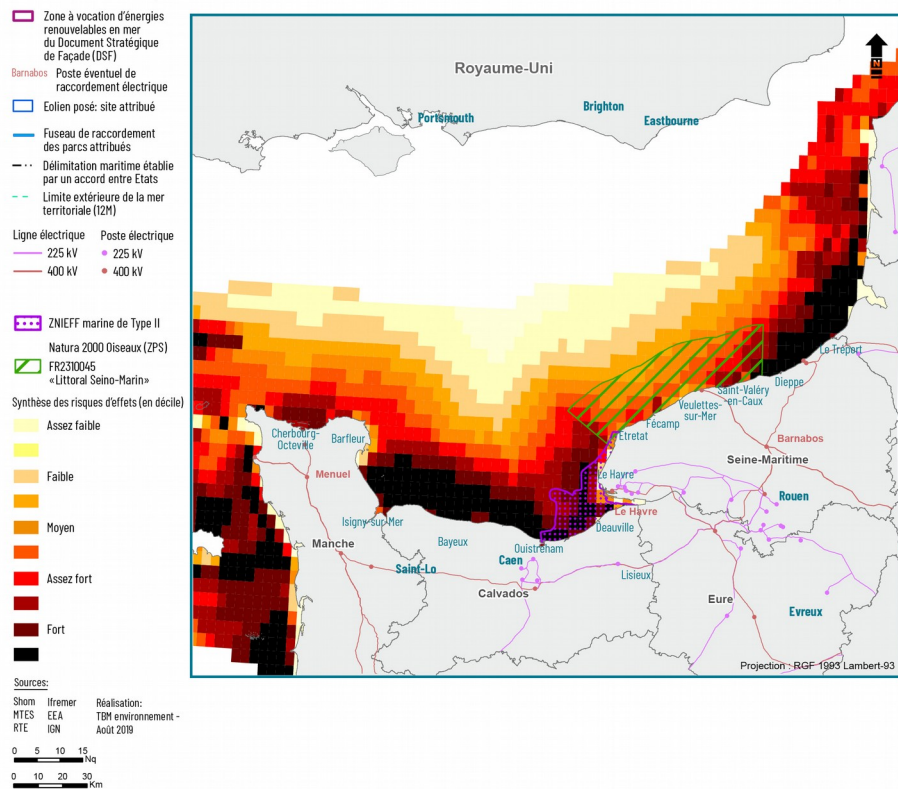 Zone à vocation d'énergies
renouvelables en mer
du Document Stratégique
de Façade (DSF)
Barnabos Poste éventuel de
raccordement électrique
Eolien posé: site attribué
Fuseau de raccordement
des parcs attribués
Délimitation maritime établie
par un accord entre Etats
Limite extérieure de la mer
territoriale (12M)
Ligne électrique Poste électrique
225 kV 225 kV
400 kV 400 kV
ZNIEFF marine de Type II
Natura 2000 Oiseaux (ZPS)
FR2310045
«Littoral Seino-Marin»
Synthèse des risques d'effets (en décile)
Assez faible
Faible
Moyen
Assez fort
Fort
Sources:
Shom Ifremer Réalisation:
MTES EEA TBM environnement -
RTE IGN Août 2019
0 5 10 15
Nq
0 10 20 30
Km
N
Royaume-Uni
Portsmouth
Brighton
Eastbourne
Le Tréport
Dieppe
Saint-Valéry
-en-Caux
Veulettes-
sur-Mer
Fécamp
Etretat
Cherbourg-
Octeville
Barfleur
Barnabos
Menuel
Seine-Maritime
Le Havre
Rouen
Le Havre
Isigny-sur-Mer
Deauville
Manche
Bayeux
Ouistreham
Caen
Saint-Lo
Lisieux
Calvados
Eure
Evreux
Projection : RGF 1993 Lambert-93